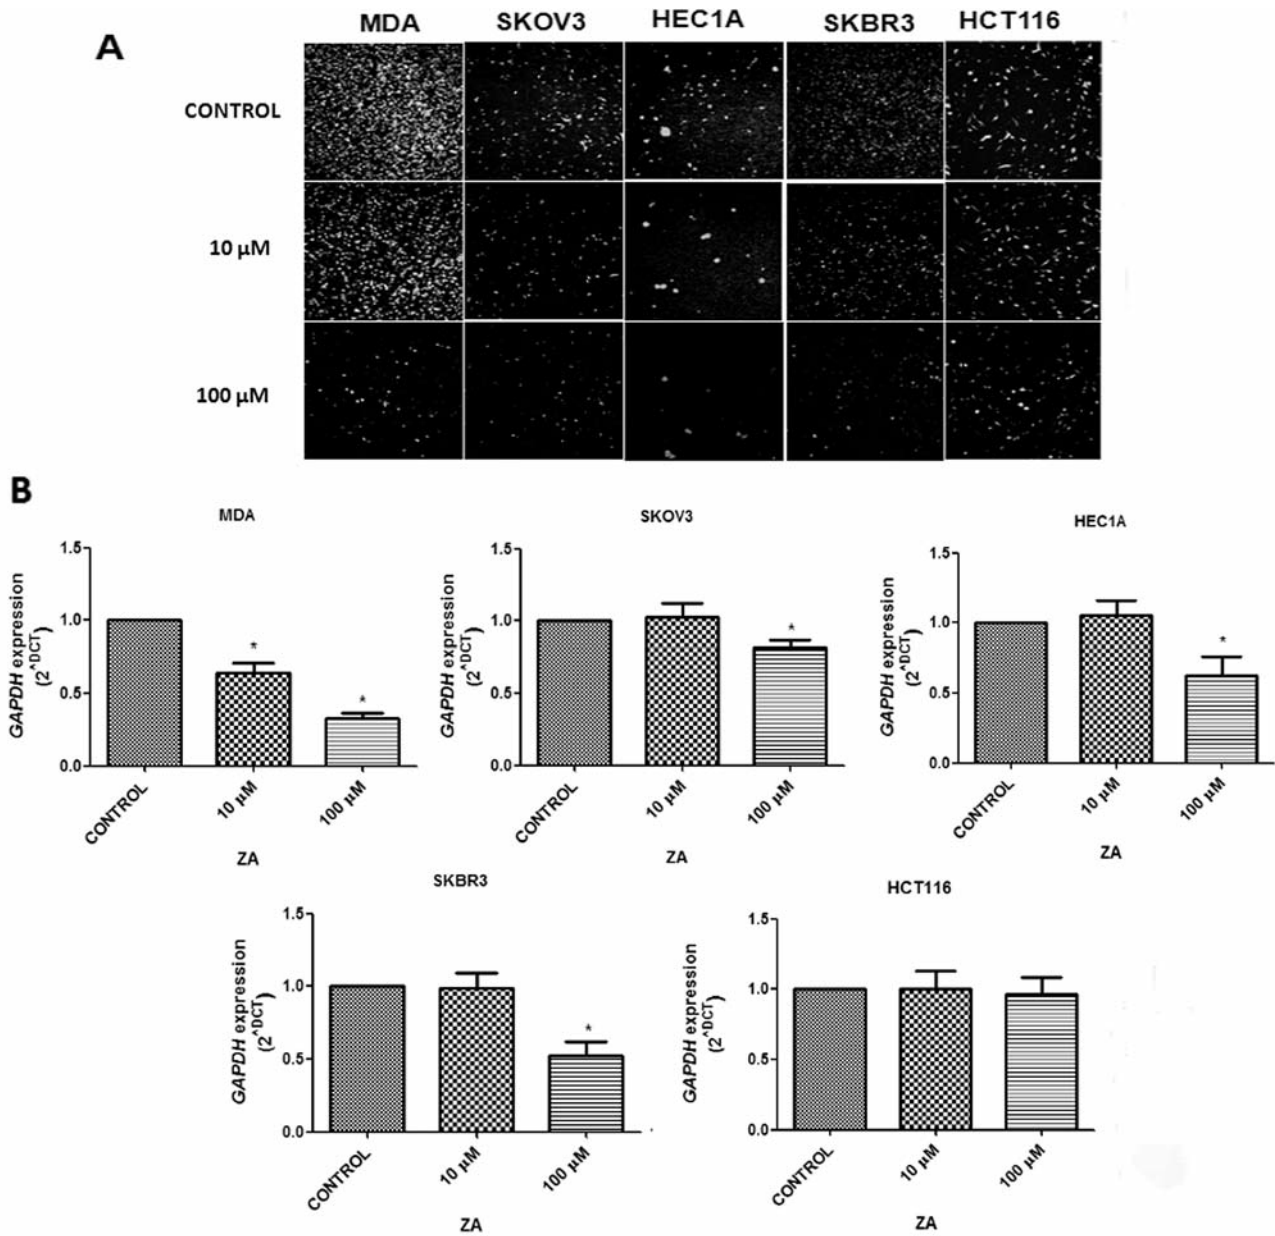 A
MDA SKOV3 HEC1A SKBR3 HCT116
CONTROL
10 µM
100 µM
B
MDA
GAPDH expression
(2^DCT)
1.5
1.0
0.5
0.0
CONTROL
10 µM
100 µM
*
*
ZA
SKOV3
GAPDH expression
(2^DCT)
1.5
1.0
0.5
0.0
CONTROL
10 µM
100 µM
*
ZA
HEC1A
GAPDH expression
(2^DCT)
1.5
1.0
0.5
0.0
CONTROL
10 µM
100 µM
*
ZA
SKBR3
GAPDH expression
(2^DCT)
1.5
1.0
0.5
0.0
CONTROL
10 µM
100 µM
*
ZA
HCT116
GAPDH expression
(2^DCT)
1.5
1.0
0.5
0.0
CONTROL
10 µM
100 µM
ZA